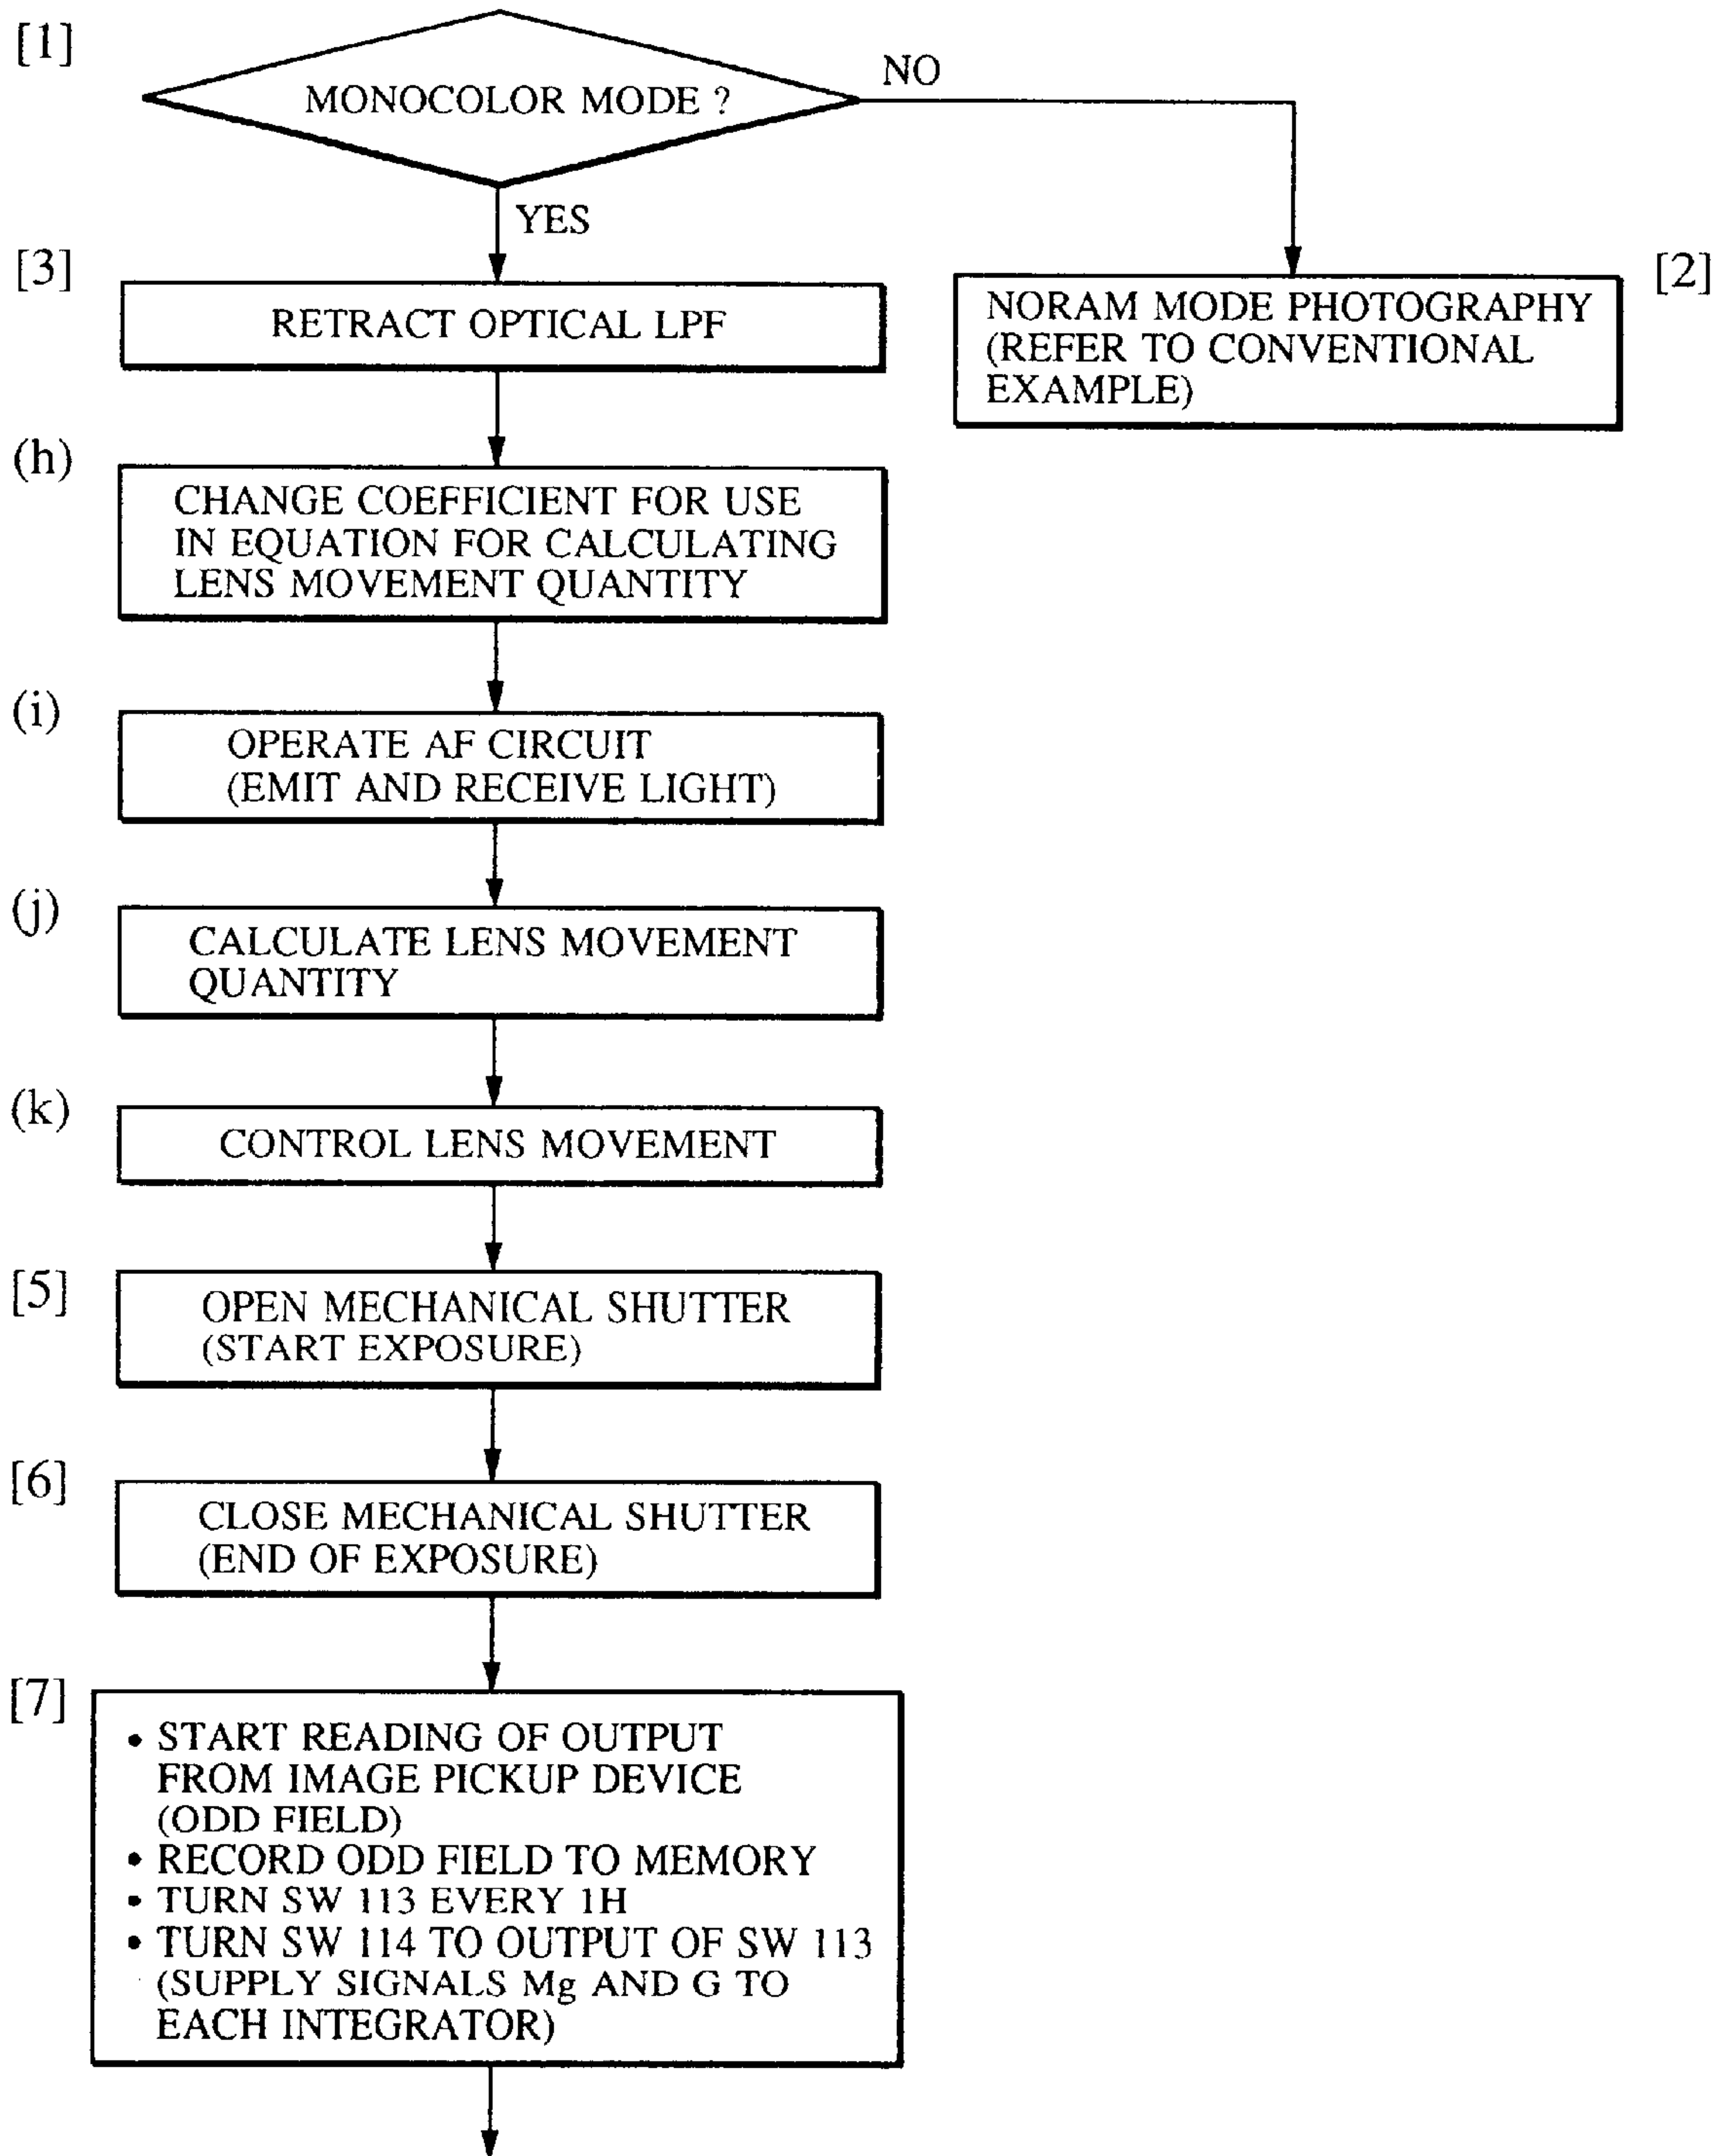 [1]
MONOCOLOR MODE ?
NO
YES
[3]
RETRACT OPTICAL LPF
[2]
NORAM MODE PHOTOGRAPHY
(REFER TO CONVENTIONAL
EXAMPLE)
(h)
CHANGE COEFFICIENT FOR USE
IN EQUATION FOR CALCULATING
LENS MOVEMENT QUANTITY
(i)
OPERATE AF CIRCUIT
(EMIT AND RECEIVE LIGHT)
(j)
CALCULATE LENS MOVEMENT
QUANTITY
(k)
CONTROL LENS MOVEMENT
[5]
OPEN MECHANICAL SHUTTER
(START EXPOSURE)
[6]
CLOSE MECHANICAL SHUTTER
(END OF EXPOSURE)
[7]
• START READING OF OUTPUT
FROM IMAGE PICKUP DEVICE
(ODD FIELD)
• RECORD ODD FIELD TO MEMORY
• TURN SW 113 EVERY 1H
• TURN SW 114 TO OUTPUT OF SW 113
(SUPPLY SIGNALS Mg AND G TO
EACH INTEGRATOR)